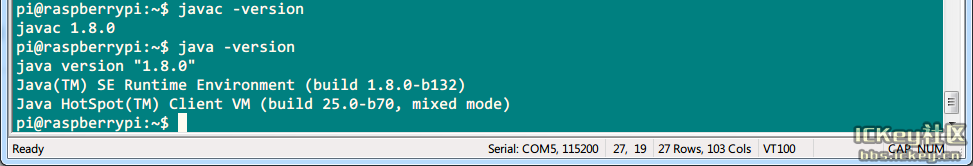 pi@raspberrypi:~$ javac -version
javac 1.8.0
pi@raspberrypi:~$ java -version
java version "1.8.0"
Java(TM) SE Runtime Environment (build 1.8.0-b132)
Java HotSpot(TM) Client VM (build 25.0-b70, mixed mode)
pi@raspberrypi:~$
ICKey社区
Ready Serial: COM5, 115200 27, 19 27 Rows, 103 Cols VT100 CAP NUM
bbs.ickey.cn